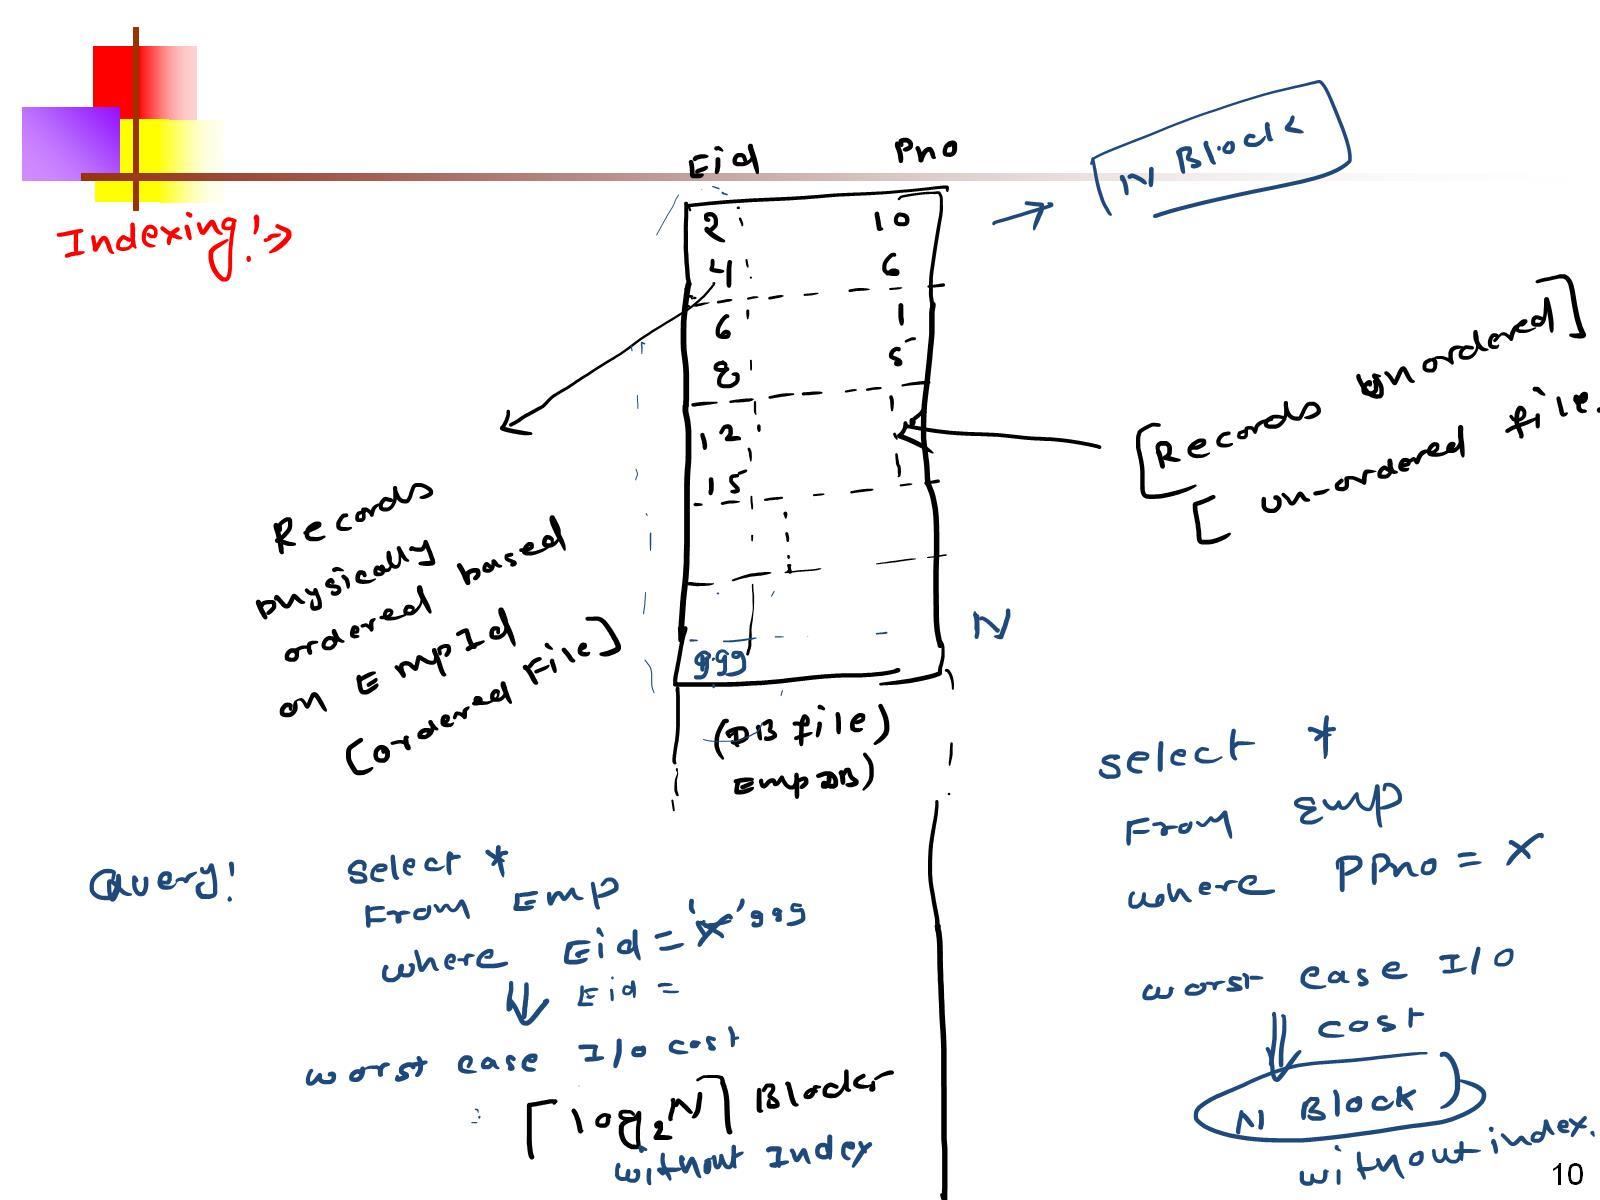 Indexing:→
Eid Pno
2 10
4 6
6 1
8 5
12 1
15 1
999
N
→ N Block
Records
physically
ordered based
on EmpId
[ordered File]
[Records Unordered]
[un-ordered file.
(DB file)
EmpDB)
Query!
Select *
From Emp
where Eid = 'x' 999
Eid =
worst case I/o cost
⌈log₂N⌉ Blocks
without Index
select *
From Emp
where PPno = x
worst case I/O
cost
N Block
without index.
10